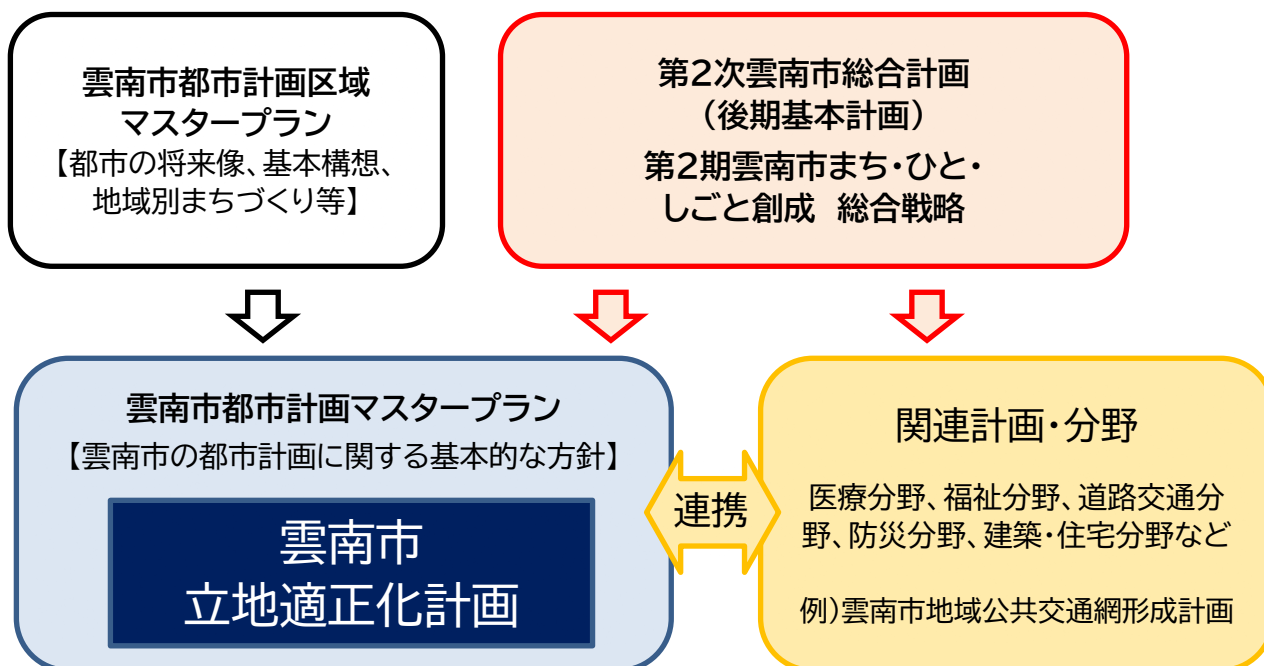 雲南市都市計画区域
マスタープラン
【都市の将来像、基本構想、
地域別まちづくり等】
第2次雲南市総合計画
(後期基本計画)
第2期雲南市まち・ひと・
しごと創成 総合戦略
雲南市都市計画マスタープラン
【雲南市の都市計画に関する基本的な方針】
雲南市
立地適正化計画
連携
関連計画・分野
医療分野、福祉分野、道路交通分
野、防災分野、建築・住宅分野など
例)雲南市地域公共交通網形成計画